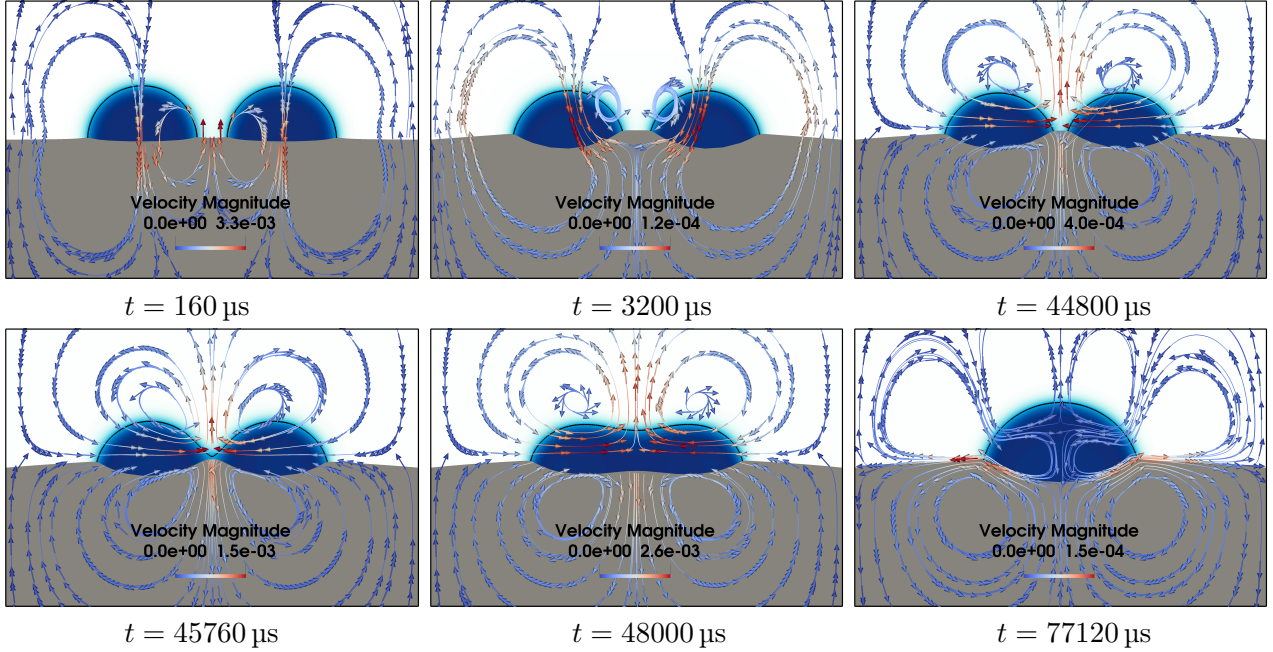 Velocity Magnitude
0.0e+00 3.3e-03
t = 160 µs
Velocity Magnitude
0.0e+00 1.2e-04
t = 3200 µs
Velocity Magnitude
0.0e+00 4.0e-04
t = 44800 µs
Velocity Magnitude
0.0e+00 1.5e-03
t = 45760 µs
Velocity Magnitude
0.0e+00 2.6e-03
t = 48000 µs
Velocity Magnitude
0.0e+00 1.5e-04
t = 77120 µs